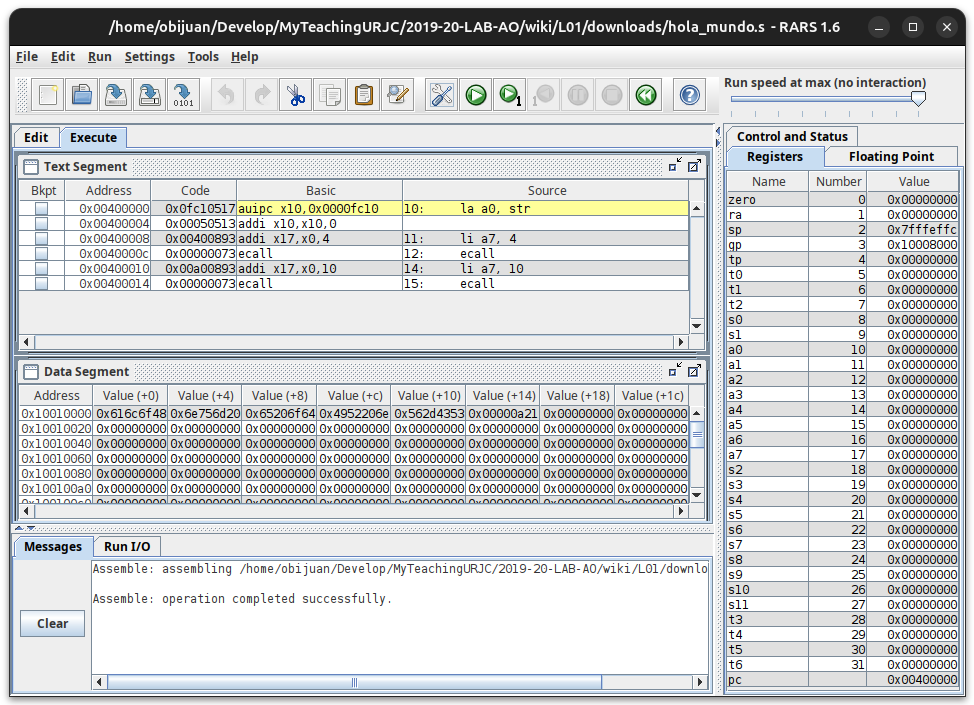 /home/obijuan/Develop/MyTeachingURJC/2019-20-LAB-AO/wiki/L01/downloads/hola_mundo.s - RARS 1.6
File Edit Run Settings Tools Help
Run speed at max (no interaction)
Edit Execute
Text Segment
Bkpt Address Code Basic Source
0x00400000 0x0fc10517 auipc x10,0x0000fc10 10: la a0, str
0x00400004 0x00050513 addi x10,x10,0
0x00400008 0x00400893 addi x17,x0,4 11: li a7, 4
0x0040000c 0x00000073 ecall 12: ecall
0x00400010 0x00a00893 addi x17,x0,10 14: li a7, 10
0x00400014 0x00000073 ecall 15: ecall
Data Segment
Address Value (+0) Value (+4) Value (+8) Value (+c) Value (+10) Value (+14) Value (+18) Value (+1c)
0x10010000 0x616c6f48 0x6e756d20 0x65206f64 0x4952206e 0x562d4353 0x00000a21 0x00000000 0x00000000
0x10010020 0x00000000 0x00000000 0x00000000 0x00000000 0x00000000 0x00000000 0x00000000 0x00000000
0x10010040 0x00000000 0x00000000 0x00000000 0x00000000 0x00000000 0x00000000 0x00000000 0x00000000
0x10010060 0x00000000 0x00000000 0x00000000 0x00000000 0x00000000 0x00000000 0x00000000 0x00000000
0x10010080 0x00000000 0x00000000 0x00000000 0x00000000 0x00000000 0x00000000 0x00000000 0x00000000
0x100100a0 0x00000000 0x00000000 0x00000000 0x00000000 0x00000000 0x00000000 0x00000000 0x00000000
Messages Run I/O
Assemble: assembling /home/obijuan/Develop/MyTeachingURJC/2019-20-LAB-AO/wiki/L01/downlo
Assemble: operation completed successfully.
Clear
Control and Status
Registers Floating Point
Name Number Value
zero 0 0x00000000
ra 1 0x00000000
sp 2 0x7fffeffc
gp 3 0x10008000
tp 4 0x00000000
t0 5 0x00000000
t1 6 0x00000000
t2 7 0x00000000
s0 8 0x00000000
s1 9 0x00000000
a0 10 0x00000000
a1 11 0x00000000
a2 12 0x00000000
a3 13 0x00000000
a4 14 0x00000000
a5 15 0x00000000
a6 16 0x00000000
a7 17 0x00000000
s2 18 0x00000000
s3 19 0x00000000
s4 20 0x00000000
s5 21 0x00000000
s6 22 0x00000000
s7 23 0x00000000
s8 24 0x00000000
s9 25 0x00000000
s10 26 0x00000000
s11 27 0x00000000
t3 28 0x00000000
t4 29 0x00000000
t5 30 0x00000000
t6 31 0x00000000
pc 0x00400000